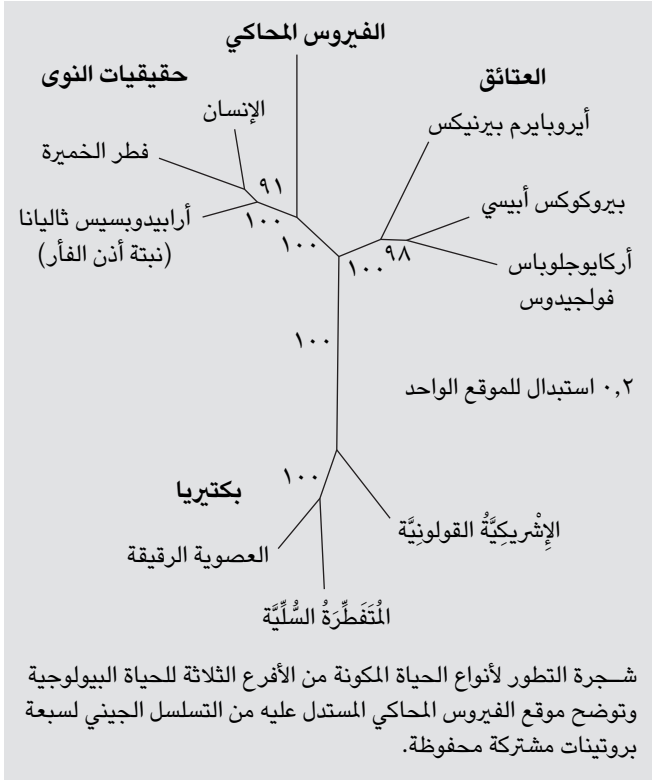 الفيروس المحاكي
حقيقيات النوى
العتائق
الإنسان
أيروبايرم بيرنيكس
فطر الخميرة
٩١
أرابيدوبسيس ثاليانا
(نبتة أذن الفأر)
١٠٠
١٠٠
بيروكوكس أبيسي
٩٨
١٠٠
أركايوجلوباس
فولجيدوس
١٠٠
٠,٢ استبدال للموقع الواحد
بكتيريا
١٠٠
الإِشْريكِيَّةُ القولونِيَّة
العصوية الرقيقة
المُتَفَطِّرَةُ السُّلِّيَّة
شـجرة التطور لأنواع الحياة المكونة من الأفرع الثلاثة للحياة البيولوجية
وتوضح موقع الفيروس المحاكي المستدل عليه من التسلسل الجيني لسبعة
بروتينات مشتركة محفوظة.